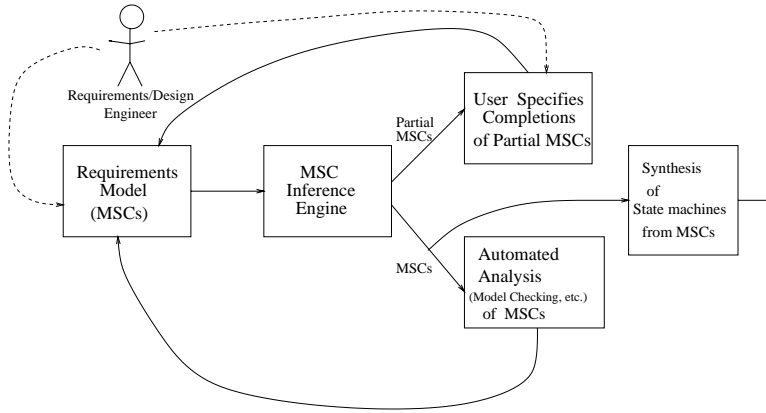 Requirements/Design
Engineer
Requirements
Model
(MSCs)
MSC
Inference
Engine
Partial
MSCs
User Specifies
Completions
of Partial MSCs
MSCs
Automated
Analysis
(Model Checking, etc.)
of MSCs
Synthesis
of
State machines
from MSCs